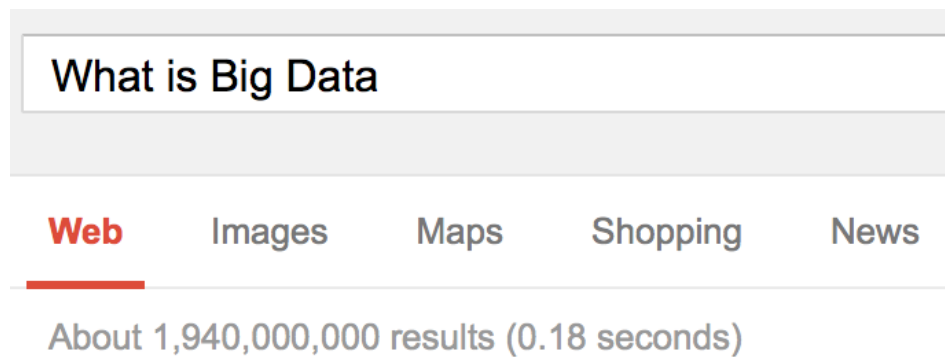 What is Big Data
Web Images Maps Shopping News
About 1,940,000,000 results (0.18 seconds)